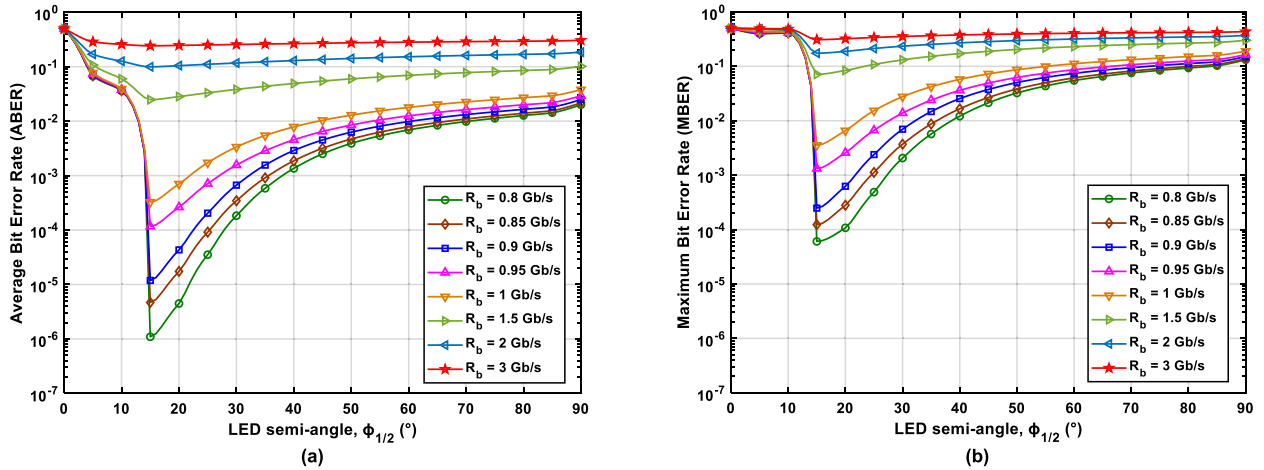 10^0
10^-1
10^-2
10^-3
10^-4
10^-5
10^-6
10^-7
Average Bit Error Rate (ABER)
0 10 20 30 40 50 60 70 80 90
LED semi-angle, ϕ_1/2 (°)
R_b = 0.8 Gb/s
R_b = 0.85 Gb/s
R_b = 0.9 Gb/s
R_b = 0.95 Gb/s
R_b = 1 Gb/s
R_b = 1.5 Gb/s
R_b = 2 Gb/s
R_b = 3 Gb/s
(a)
10^0
10^-1
10^-2
10^-3
10^-4
10^-5
10^-6
10^-7
Maximum Bit Error Rate (MBER)
0 10 20 30 40 50 60 70 80 90
LED semi-angle, ϕ_1/2 (°)
R_b = 0.8 Gb/s
R_b = 0.85 Gb/s
R_b = 0.9 Gb/s
R_b = 0.95 Gb/s
R_b = 1 Gb/s
R_b = 1.5 Gb/s
R_b = 2 Gb/s
R_b = 3 Gb/s
(b)